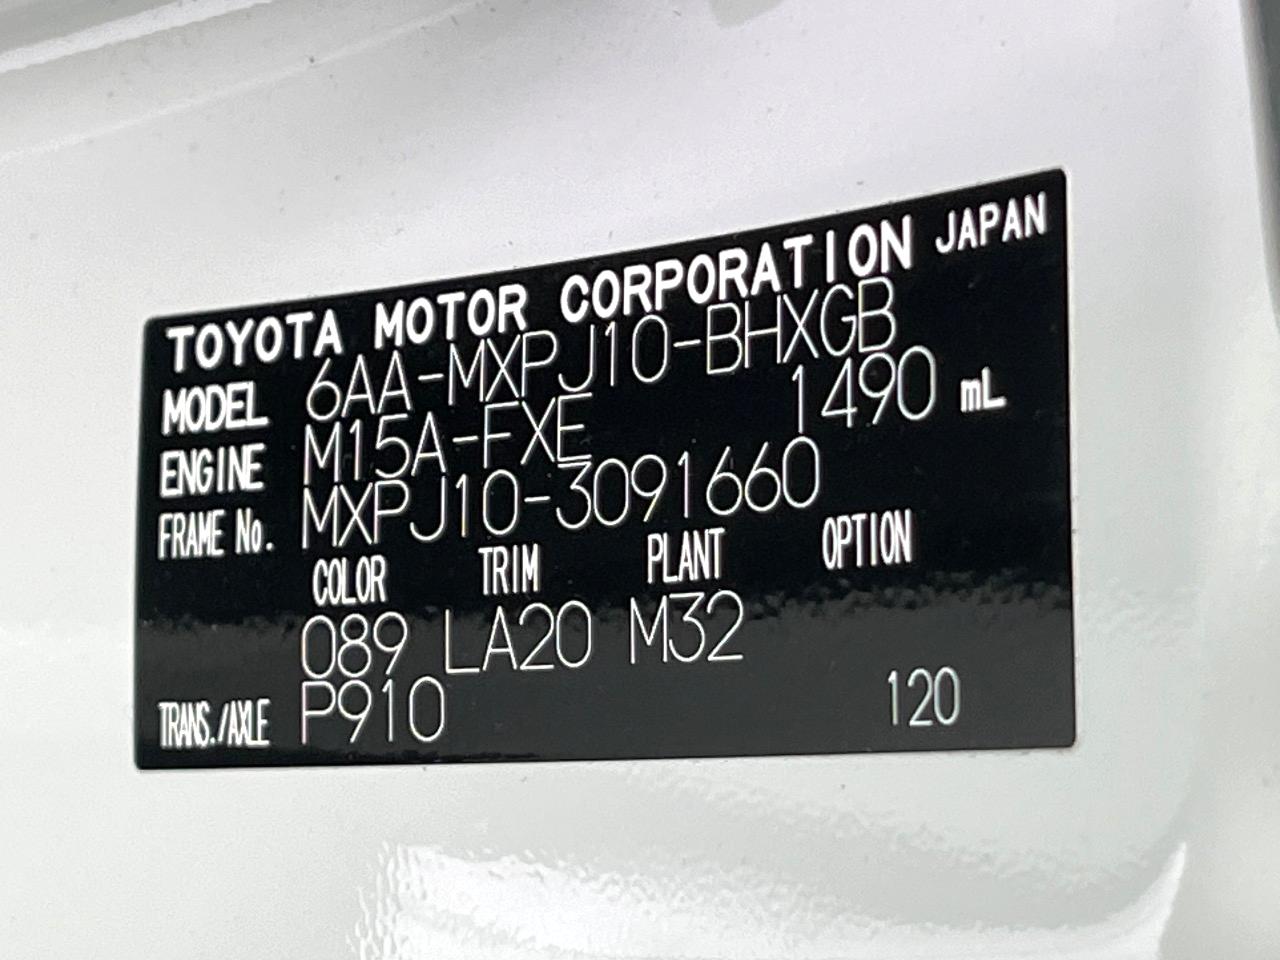 TOYOTA MOTOR CORPORATION JAPAN
MODEL 6AA-MXPJ10-BHXGB
ENGINE M15A-FXE 1490 mL
FRAME No. MXPJ10-3091660
COLOR TRIM PLANT OPTION
089 LA20 M32
TRANS./AXLE P910 120